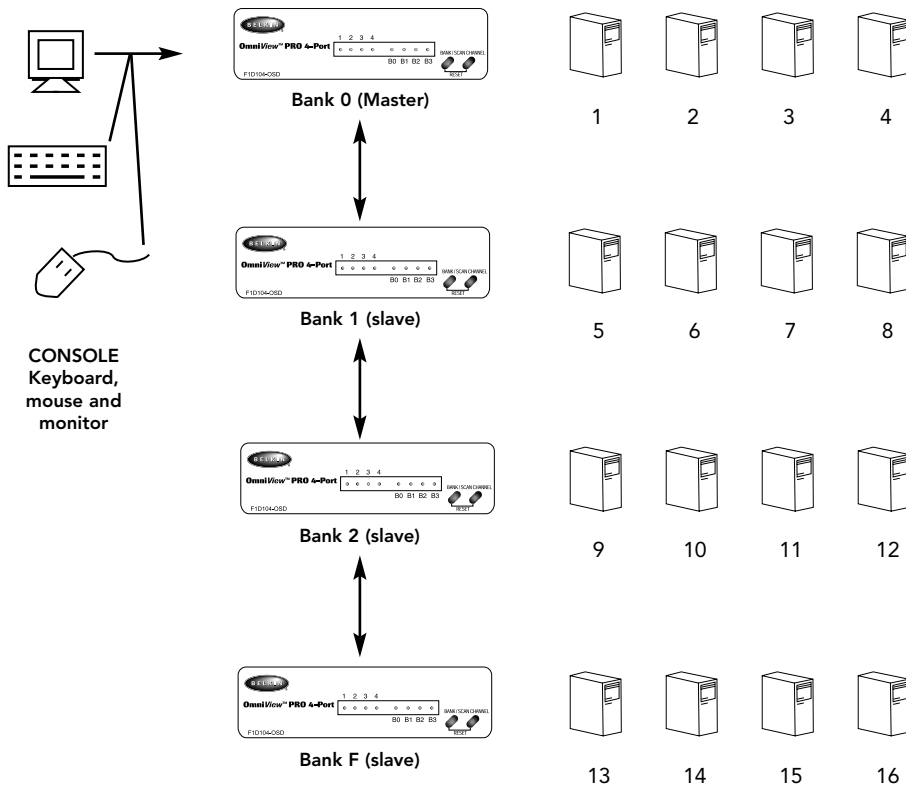 BELKIN
OmniView™ PRO 4-Port
1 2 3 4
B0 B1 B2 B3
BANK / SCAN CHANNEL
RESET
F1D104-OSD
Bank 0 (Master)
1 2 3 4
BELKIN
OmniView™ PRO 4-Port
1 2 3 4
B0 B1 B2 B3
BANK / SCAN CHANNEL
RESET
F1D104-OSD
Bank 1 (slave)
5 6 7 8
CONSOLE
Keyboard,
mouse and
monitor
BELKIN
OmniView™ PRO 4-Port
1 2 3 4
B0 B1 B2 B3
BANK / SCAN CHANNEL
RESET
F1D104-OSD
Bank 2 (slave)
9 10 11 12
BELKIN
OmniView™ PRO 4-Port
1 2 3 4
B0 B1 B2 B3
BANK / SCAN CHANNEL
RESET
F1D104-OSD
Bank F (slave)
13 14 15 16